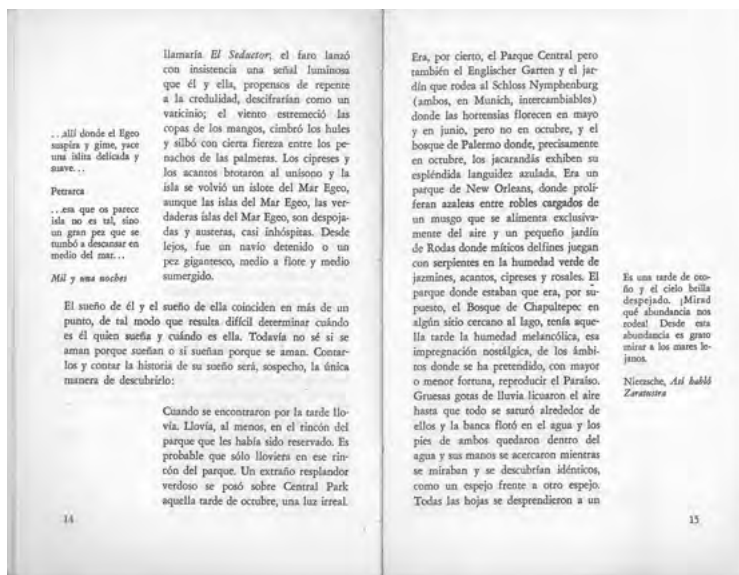 llamaría El Seductor; el faro lanzó
con insistencia una señal luminosa
que él y ella, propensos de repente
a la credulidad, descifrarían como un
vaticinio; el viento estremeció las
copas de los mangos, cimbró los hules
y silbó con cierta fiereza entre los pe-
nachos de las palmeras. Los cipreses y
los acantos brotaron al unísono y la
isla se volvió un islote del Mar Egeo,
aunque las islas del Mar Egeo, las ver-
daderas islas del Mar Egeo, son despoja-
das y austeras, casi inhóspitas. Desde
lejos, fue un navío detenido o un
pez gigantesco, medio a flote y medio
sumergido.
...allí donde el Egeo
suspira y gime, yace
una islita delicada y
suave...
Petrarca
...esa que os parece
isla no es tal, sino
un gran pez que se
tumbó a descansar en
medio del mar...
Mil y una noches
El sueño de él y el sueño de ella coinciden en más de un
punto, de tal modo que resulta difícil determinar cuándo
es él quien sueña y cuándo es ella. Todavía no sé si se
aman porque sueñan o si sueñan porque se aman. Contar-
los y contar la historia de su sueño será, sospecho, la única
manera de descubrirlo:
Cuando se encontraron por la tarde llo-
vía. Llovía, al menos, en el rincón del
parque que les había sido reservado. Es
probable que sólo lloviera en ese rin-
cón del parque. Un extraño resplandor
verdoso se posó sobre Central Park
aquella tarde de octubre, una luz irreal.
14
Era, por cierto, el Parque Central pero
también el Englischer Garten y el jar-
dín que rodea al Schloss Nymphenburg
(ambos, en Munich, intercambiables)
donde las hortensias florecen en mayo
y en junio, pero no en octubre, y el
bosque de Palermo donde, precisamente
en octubre, los jacarandás exhiben su
espléndida languidez azulada. Era un
parque de New Orleans, donde proli-
feran azaleas entre robles cargados de
un musgo que se alimenta exclusiva-
mente del aire y un pequeño jardín
de Rodas donde míticos delfines juegan
con serpientes en la humedad verde de
jazmines, acantos, cipreses y rosales. El
parque donde estaban que era, por su-
puesto, el Bosque de Chapultepec en
algún sitio cercano al lago, tenía aque-
lla tarde la humedad melancólica, esa
impregnación nostálgica, de los ámbi-
tos donde se ha pretendido, con mayor
o menor fortuna, reproducir el Paraíso.
Gruesas gotas de lluvia licuaron el aire
hasta que todo se saturó alrededor de
ellos y la banca flotó en el agua y los
pies de ambos quedaron dentro del
agua y sus manos se acercaron mientras
se miraban y se descubrían idénticos,
como un espejo frente a otro espejo.
Todas las hojas se desprendieron a un
Es una tarde de oto-
ño y el cielo brilla
despejado. ¡Mirad
qué abundancia nos
rodea! Desde esta
abundancia es grato
mirar a los mares le-
janos.
Nietzsche, Así habló
Zaratustra
15